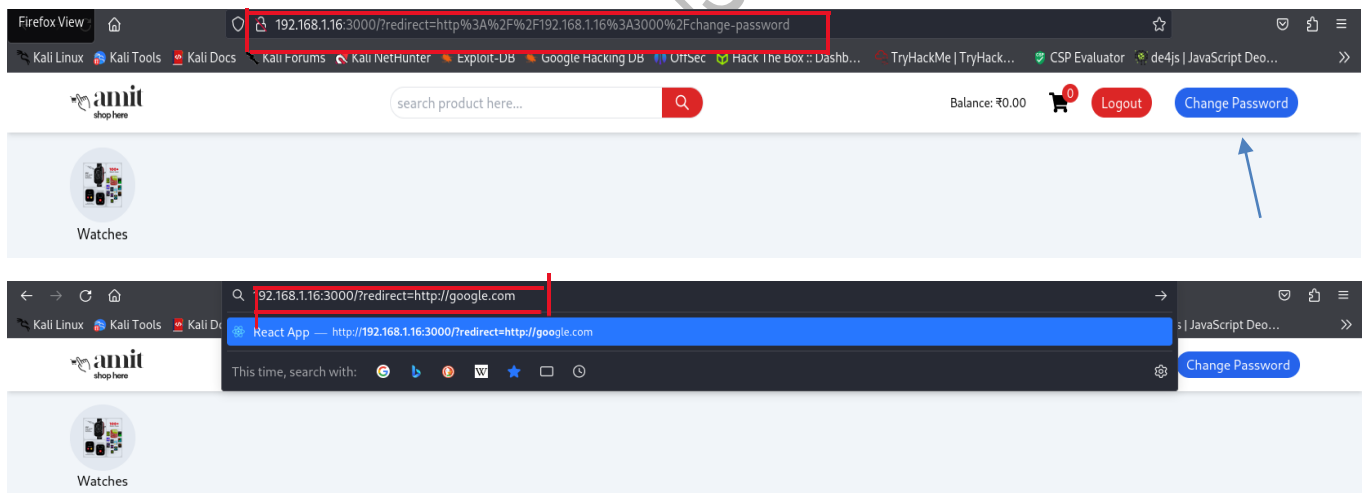 Firefox View
192.168.1.16:3000/?redirect=http%3A%2F%2F192.168.1.16%3A3000%2Fchange-password
Kali Linux Kali Tools Kali Docs Kali Forums Kali NetHunter Exploit-DB Google Hacking DB OffSec Hack The Box :: Dashb... TryHackMe | TryHack... CSP Evaluator de4js | JavaScript Deo...
amit
shop here
search product here...
Balance: ₹0.00
0
Logout
Change Password
Watches
192.168.1.16:3000/?redirect=http://google.com
Kali Linux Kali Tools Kali Do
React App — http://192.168.1.16:3000/?redirect=http://google.com
s | JavaScript Deo...
amit
shop here
This time, search with:
W
Change Password
Watches